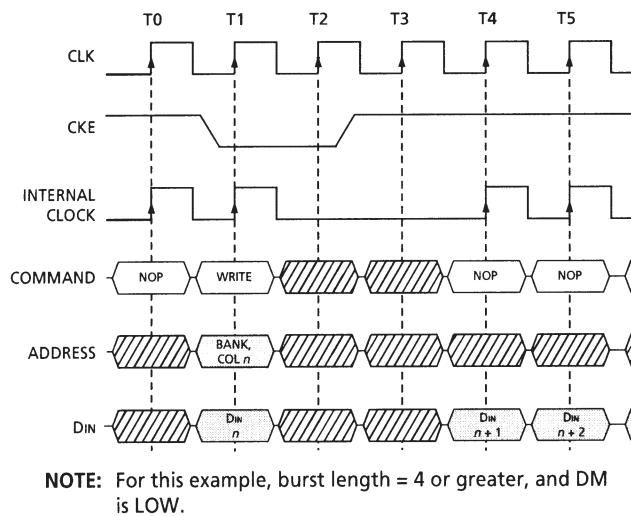 T0 T1 T2 T3 T4 T5
CLK
CKE
INTERNAL
CLOCK
COMMAND NOP WRITE NOP NOP
ADDRESS BANK,
COL n
DIN DIN
n DIN
n + 1 DIN
n + 2
NOTE: For this example, burst length = 4 or greater, and DM
is LOW.